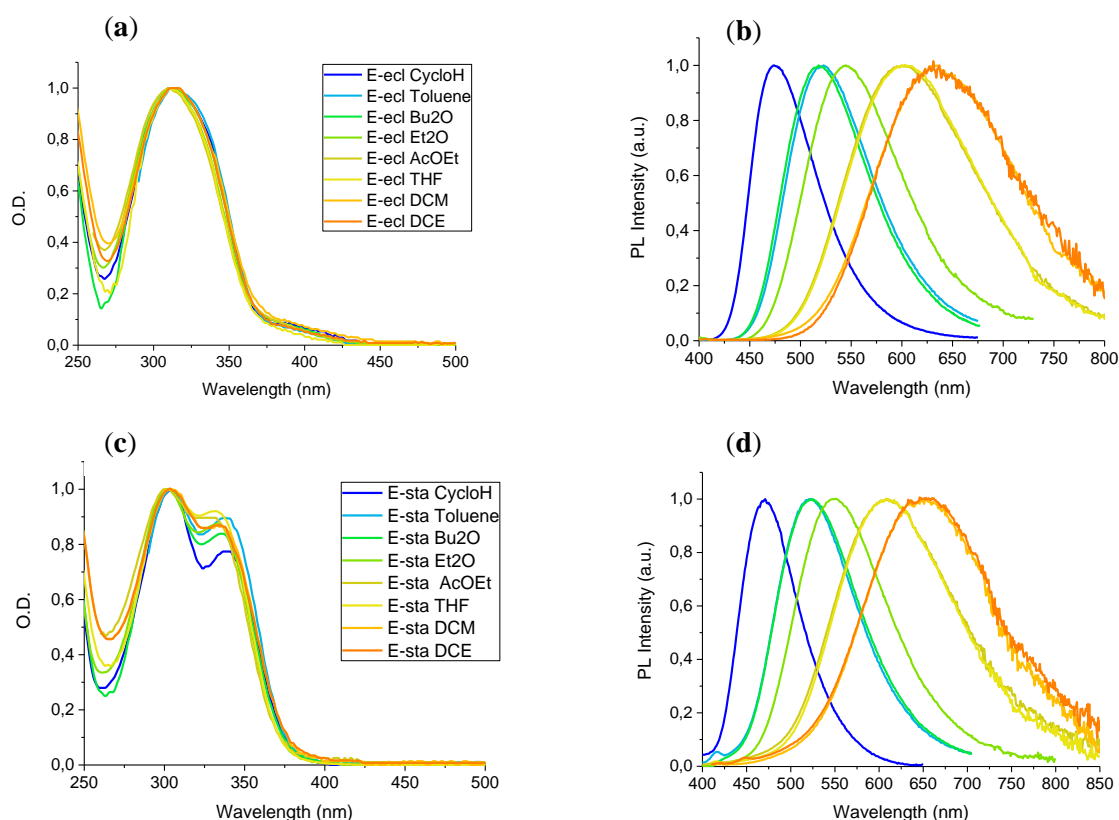 (a)
1,0
0,8
0,6
0,4
0,2
0,0
O.D.
250 300 350 400 450 500
Wavelength (nm)
E-ecl CycloH
E-ecl Toluene
E-ecl Bu2O
E-ecl Et2O
E-ecl AcOEt
E-ecl THF
E-ecl DCM
E-ecl DCE
(b)
1,0
0,8
0,6
0,4
0,2
0,0
PL Intensity (a.u.)
400 450 500 550 600 650 700 750 800
Wavelength (nm)
(c)
1,0
0,8
0,6
0,4
0,2
0,0
O.D.
250 300 350 400 450 500
Wavelength (nm)
E-sta CycloH
E-sta Toluene
E-sta Bu2O
E-sta Et2O
E-sta AcOEt
E-sta THF
E-sta DCM
E-sta DCE
(d)
1,0
0,8
0,6
0,4
0,2
0,0
PL Intensity (a.u.)
400 450 500 550 600 650 700 750 800 850
Wavelength (nm)